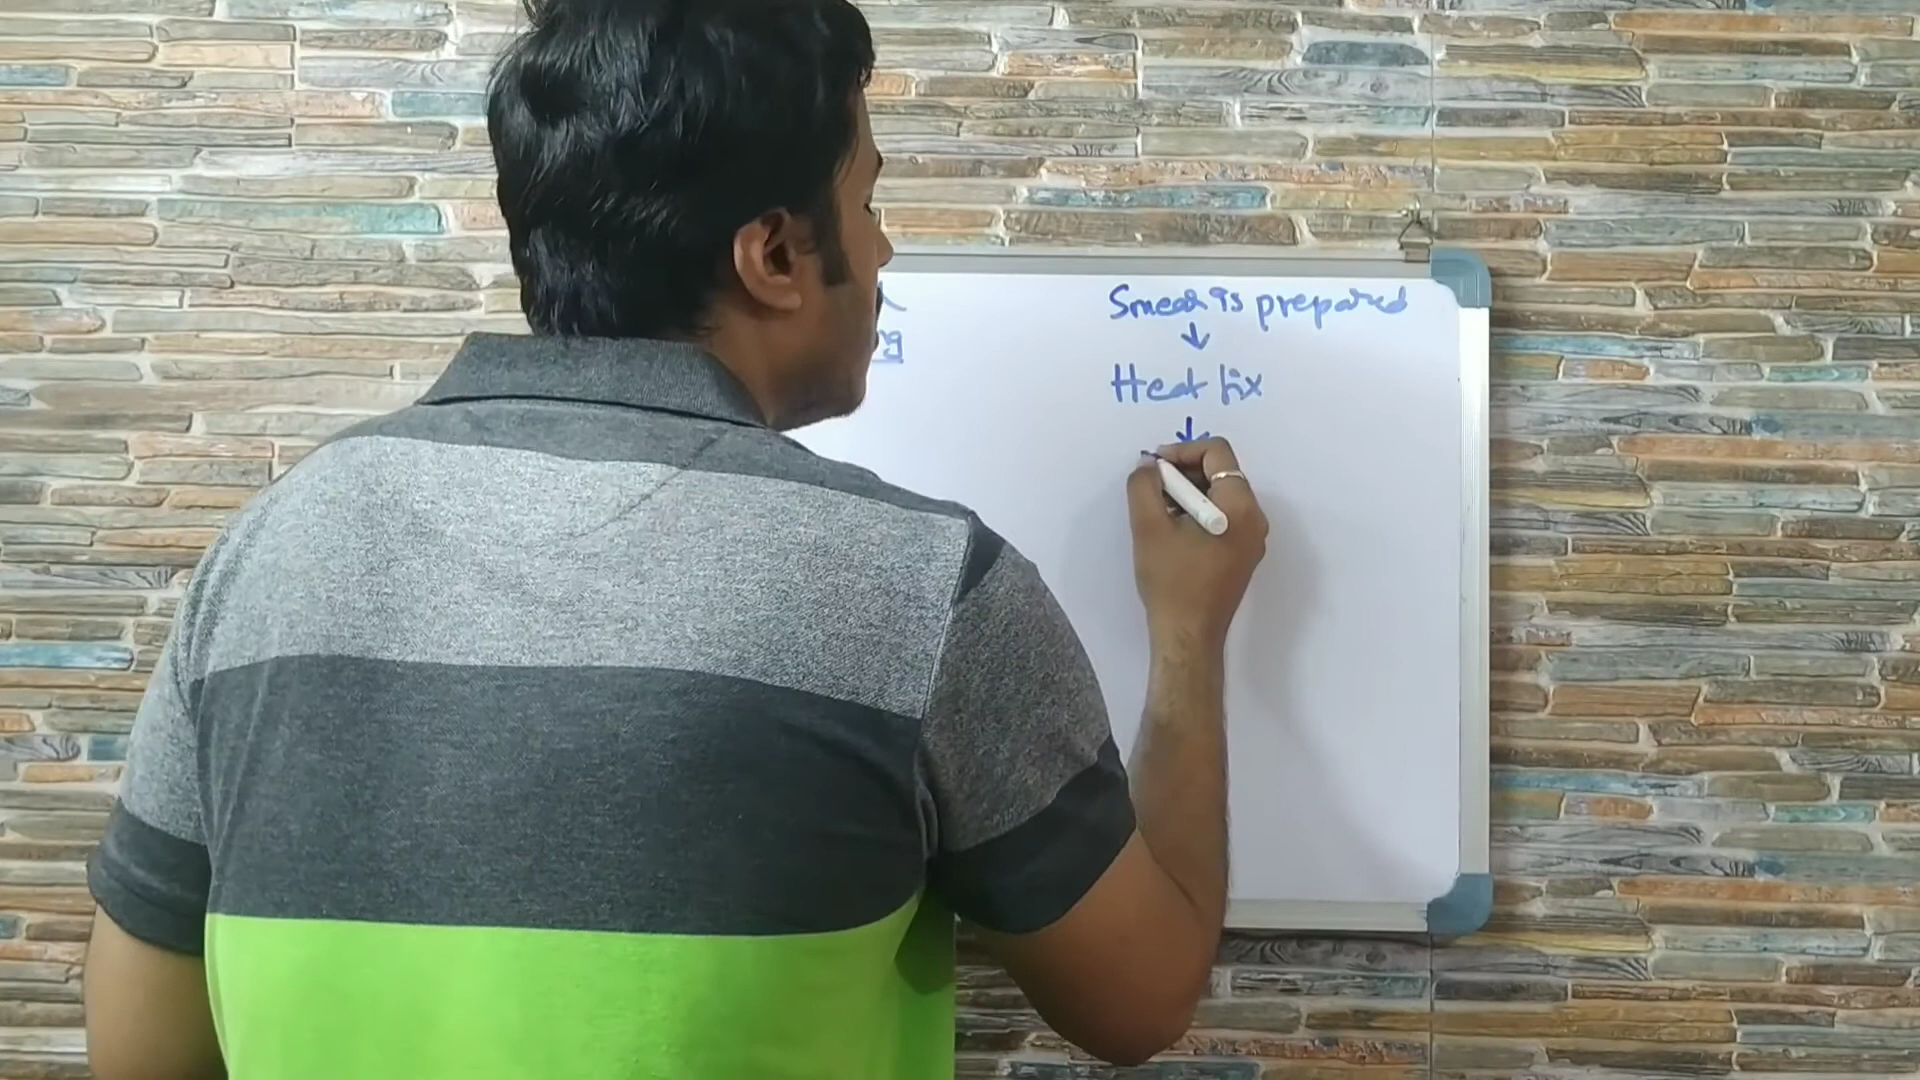 Smear is prepared
↓
Heat fix
↓